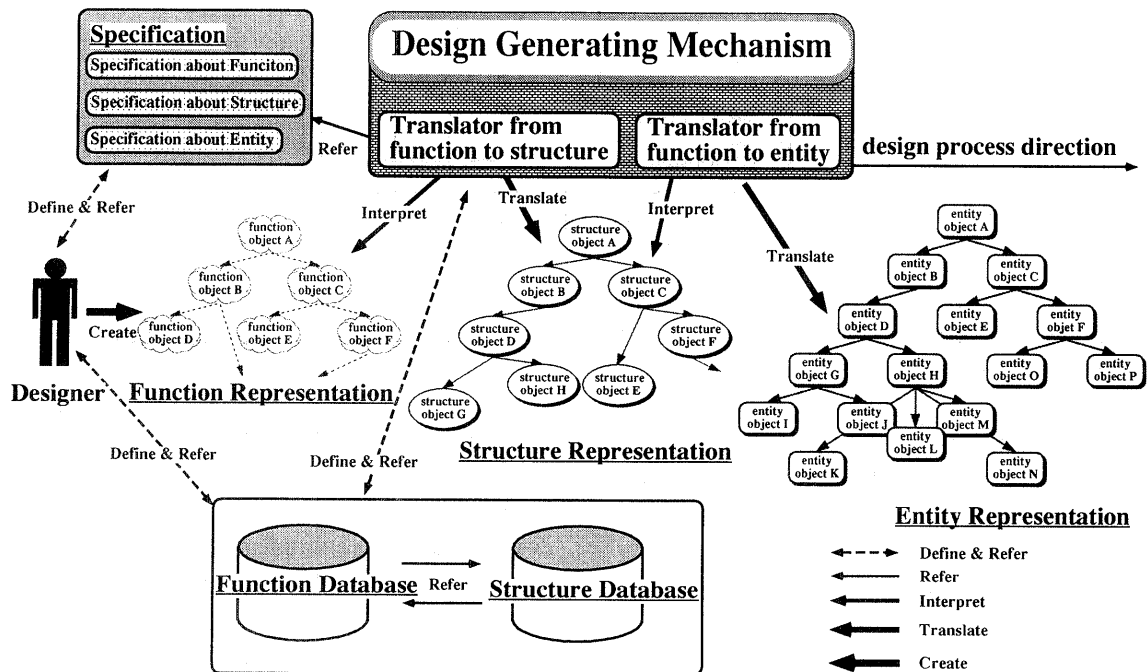 Specification
Specification about Funciton
Specification about Structure
Specification about Entity
Design Generating Mechanism
Translator from
function to structure
Translator from
function to entity
design process direction
Refer
Define & Refer
Interpret
Translate
Interpret
Translate
Create
Designer
function
object A
function
object B
function
object C
function
object D
function
object E
function
object F
Function Representation
structure
object A
structure
object B
structure
object C
structure
object D
structure
object F
structure
object G
structure
object H
structure
object E
Structure Representation
entity
object A
entity
object B
entity
object C
entity
object D
entity
object E
entity
objet F
entity
object G
entity
object H
entity
object O
entity
object P
entity
object I
entity
object J
entity
object M
entity
object L
entity
object K
entity
object N
Entity Representation
Define & Refer
Define & Refer
Function Database
Refer
Structure Database
Define & Refer
Refer
Interpret
Translate
Create